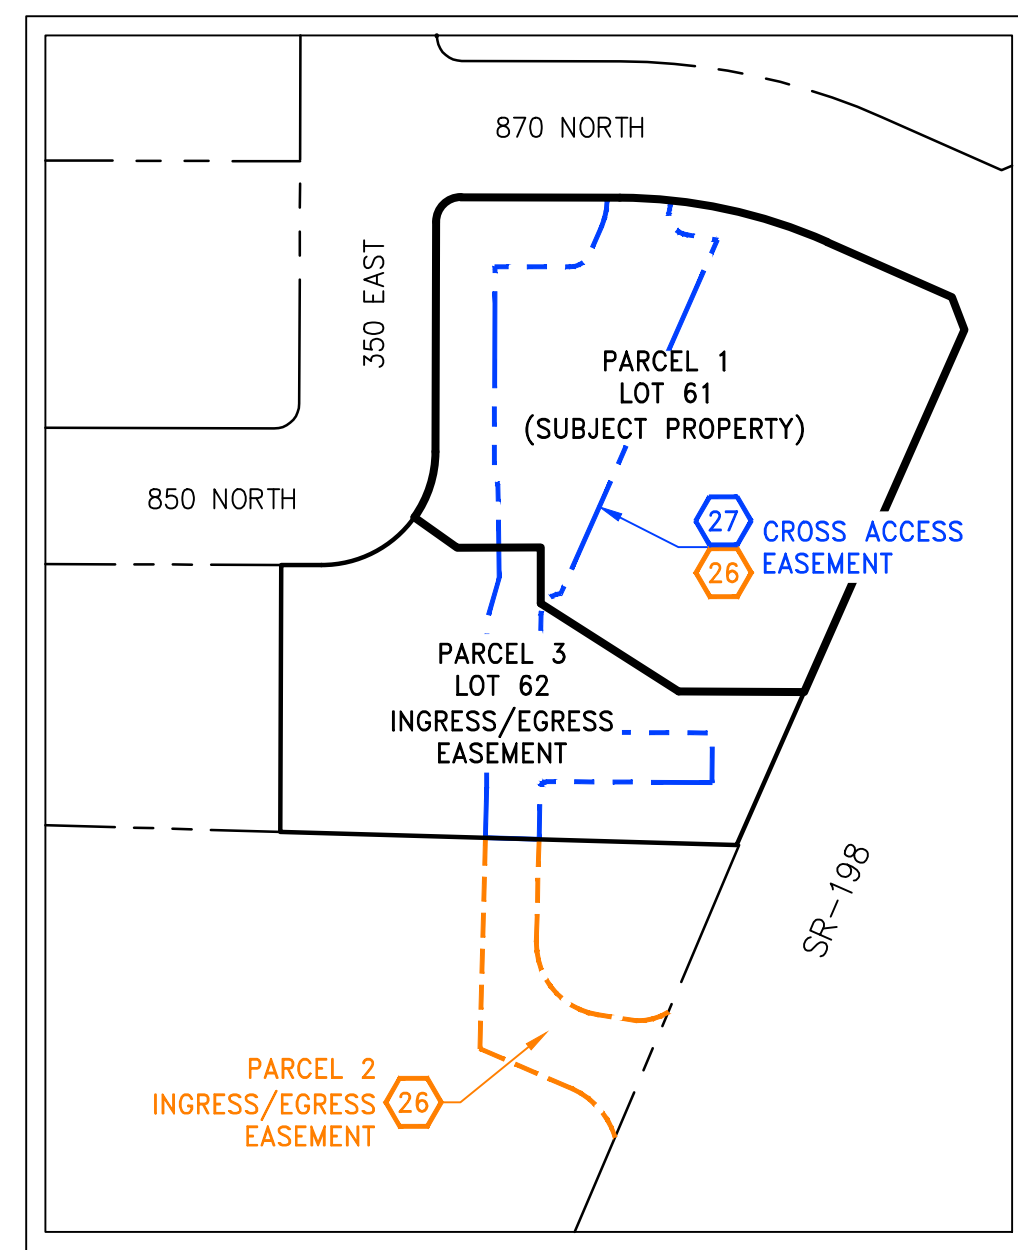 870 NORTH
350 EAST
PARCEL 1
LOT 61
(SUBJECT PROPERTY)
850 NORTH
27
26
CROSS ACCESS
EASEMENT
PARCEL 3
LOT 62
INGRESS/EGRESS
EASEMENT
SR-198
PARCEL 2
INGRESS/EGRESS
EASEMENT
26